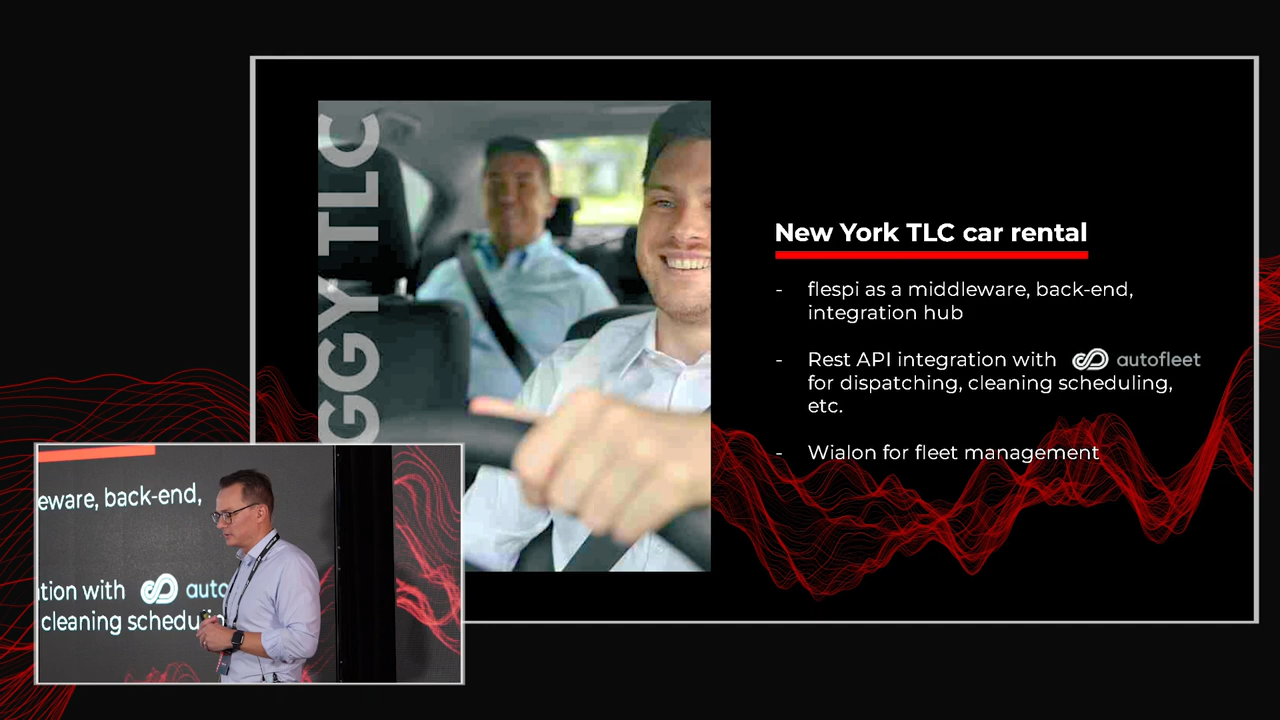 GGY TLC
New York TLC car rental
- flespi as a middleware, back-end,
integration hub
- Rest API integration with autofleet
for dispatching, cleaning scheduling,
etc.
- Wialon for fleet management
eware, back-end,
tion with auto
cleaning schedulin